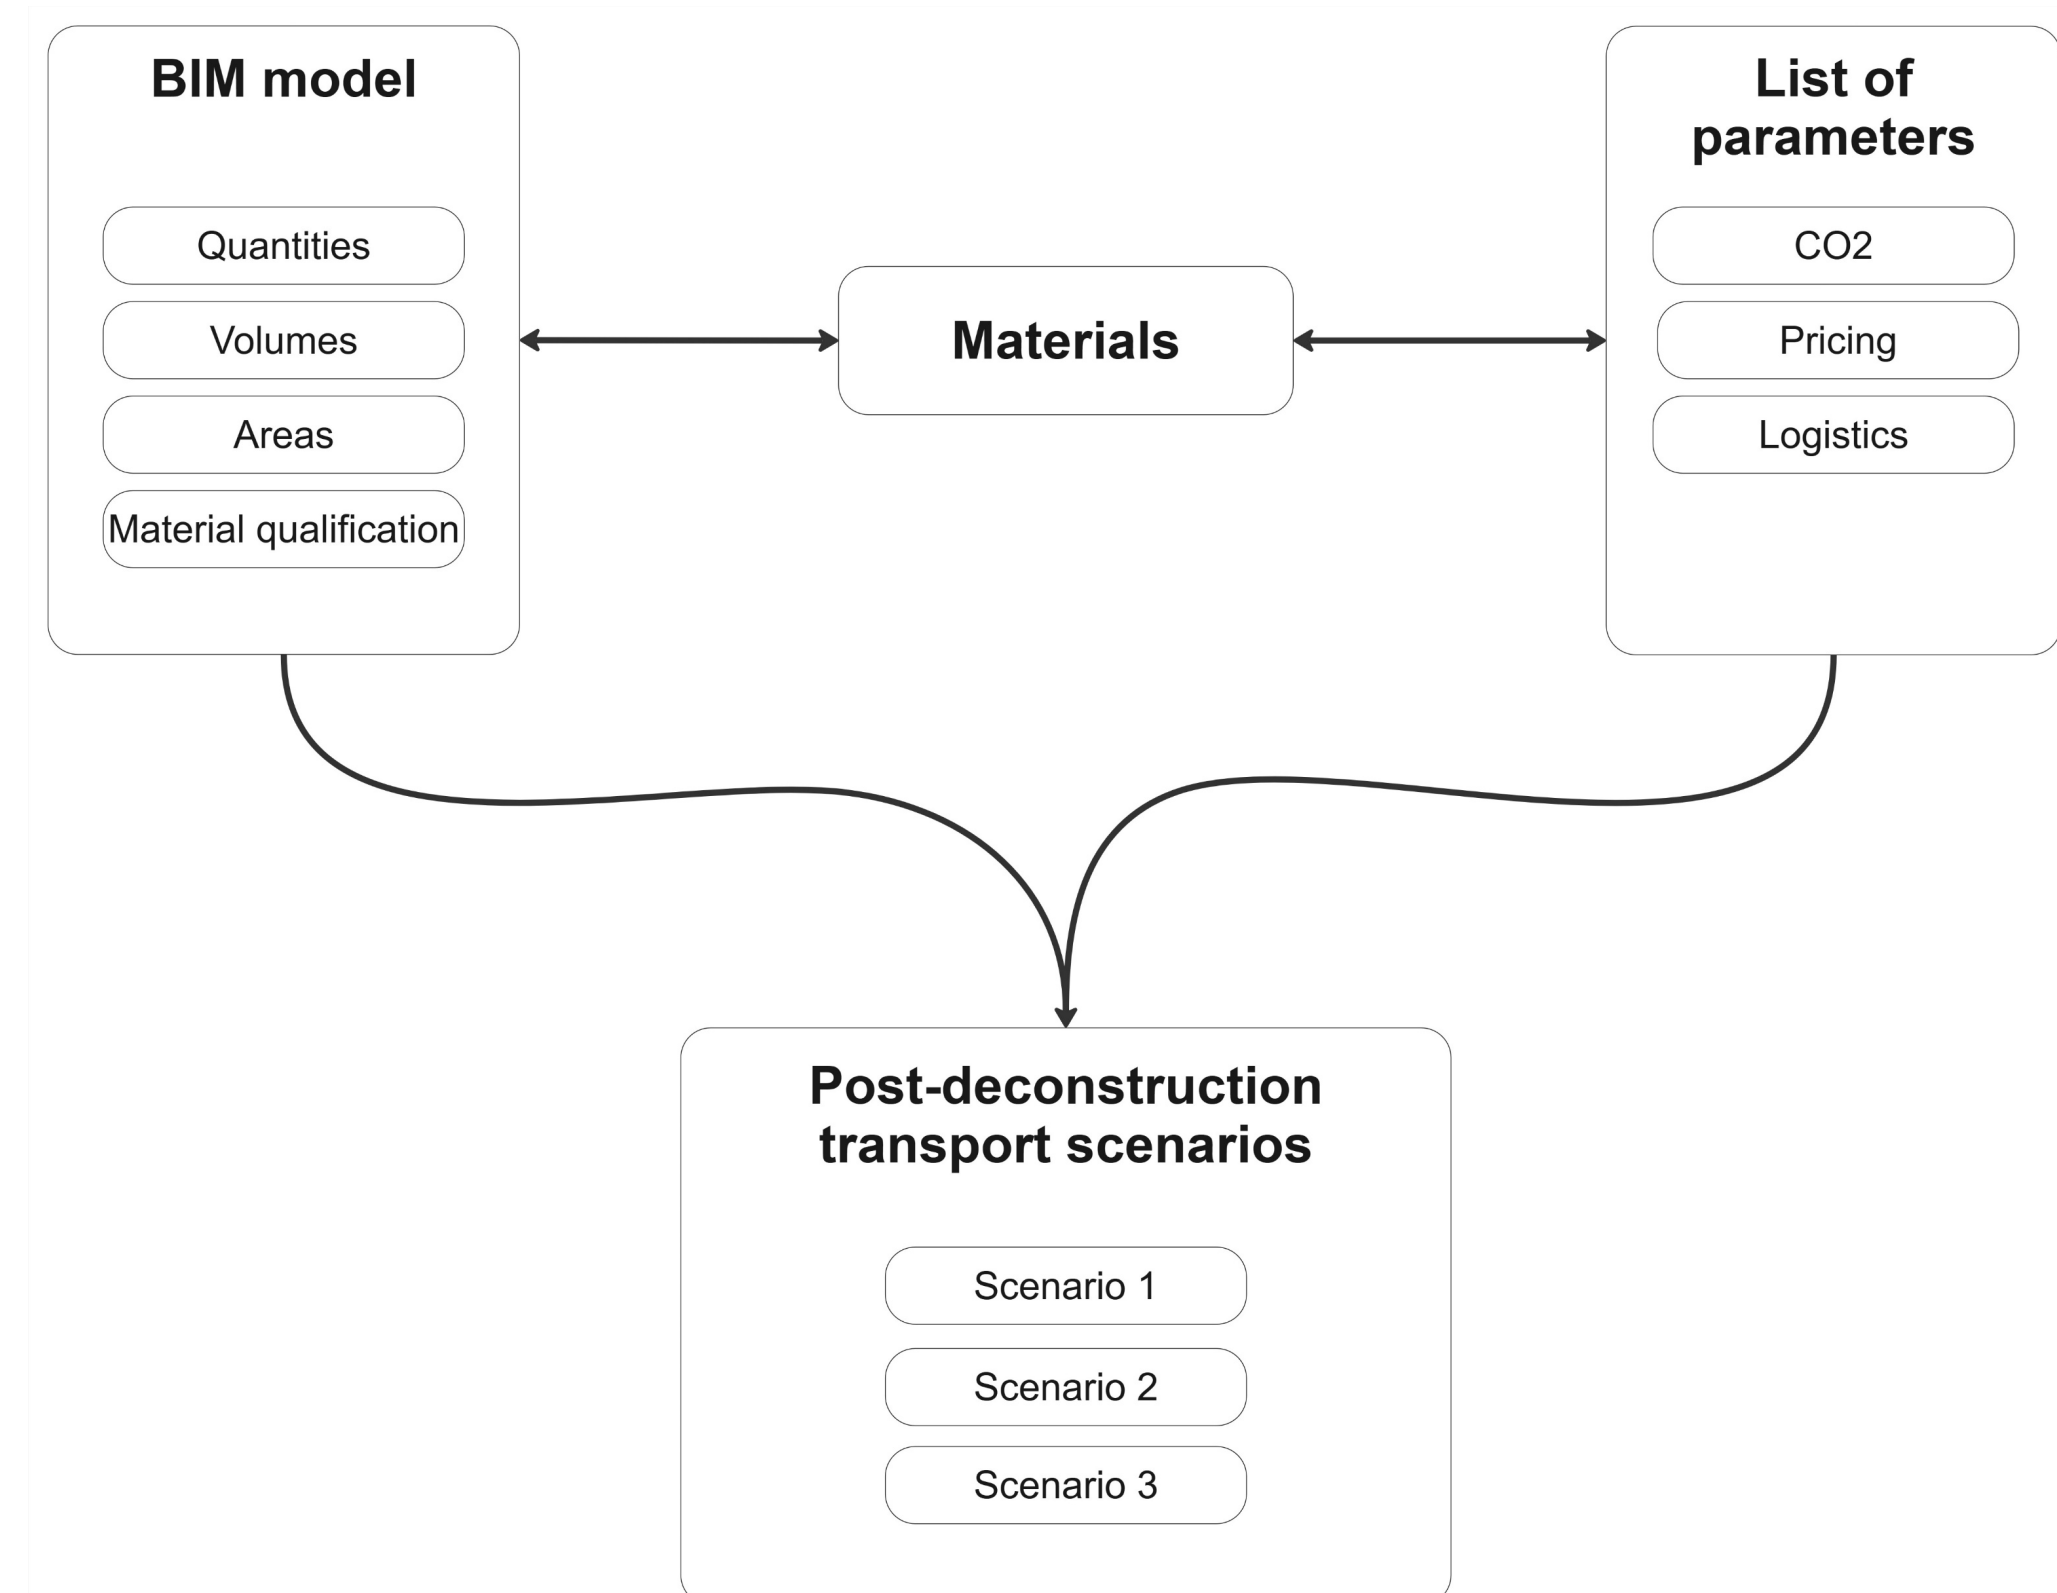 BIM model
Quantities
Volumes
Areas
Material qualification
Materials
List of
parameters
CO2
Pricing
Logistics
Post-deconstruction
transport scenarios
Scenario 1
Scenario 2
Scenario 3